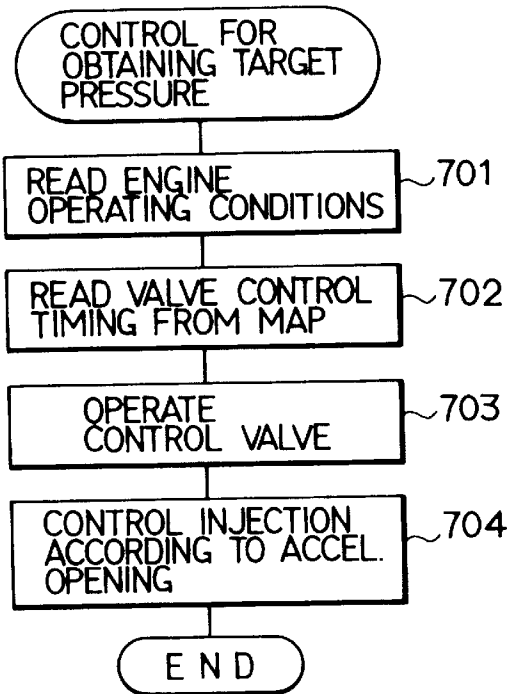 CONTROL FOR
OBTAINING TARGET
PRESSURE
READ ENGINE
OPERATING CONDITIONS
701
READ VALVE CONTROL
TIMING FROM MAP
702
OPERATE
CONTROL VALVE
703
CONTROL INJECTION
ACCORDING TO ACCEL.
OPENING
704
END